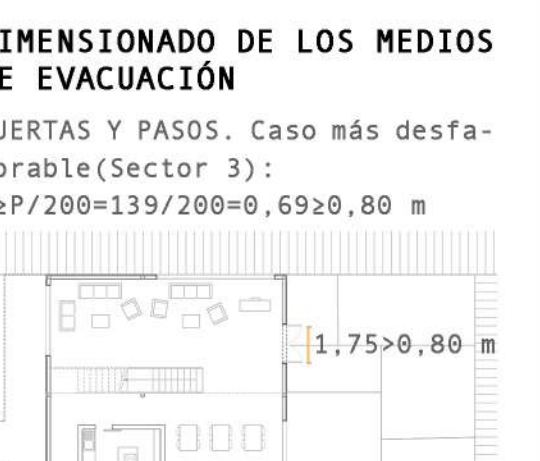 IMENSIONADO DE LOS MEDIOS
E EVACUACIÓN
UERTAS Y PASOS. Caso más desfa-
orable(Sector 3):
≥P/200=139/200=0,69≥0,80 m
1,75>0,80 m